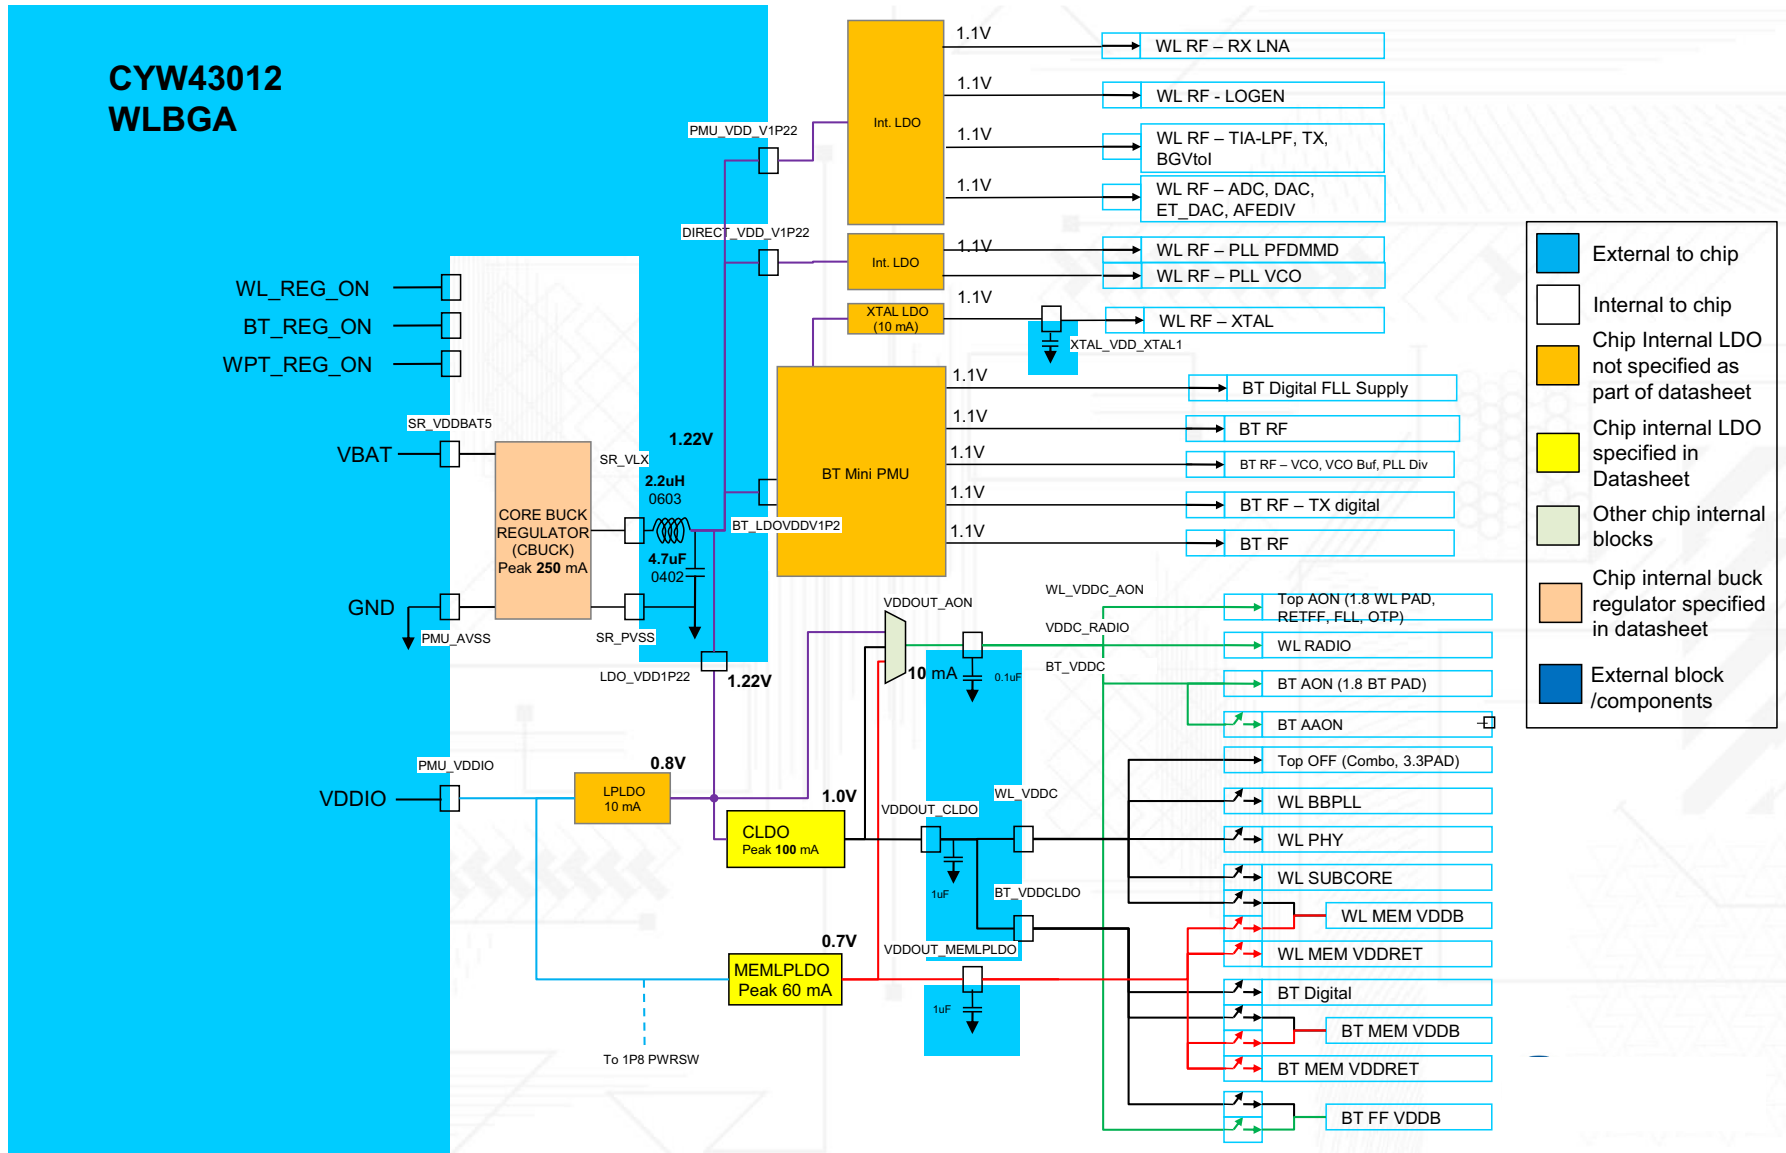 CYW43012
WLBGA
WL_REG_ON
BT_REG_ON
WPT_REG_ON
SR_VDDBAT5
VBAT
GND
PMU_AVSS
PMU_VDDIO
VDDIO
CORE BUCK
REGULATOR
(CBUCK)
Peak 250 mA
SR_VLX
2.2uH
0603
4.7uF
0402
SR_PVSS
LDO_VDD1P22
1.22V
1.22V
PMU_VDD_V1P22
DIRECT_VDD_V1P22
BT_LDOVDDV1P2
Int. LDO
1.1V
WL RF – RX LNA
1.1V
WL RF - LOGEN
1.1V
WL RF – TIA-LPF, TX,
BGVtol
1.1V
WL RF – ADC, DAC,
ET_DAC, AFEDIV
Int. LDO
1.1V
WL RF – PLL PFDMMD
WL RF – PLL VCO
XTAL LDO
(10 mA)
1.1V
WL RF – XTAL
XTAL_VDD_XTAL1
BT Mini PMU
1.1V
BT Digital FLL Supply
1.1V
BT RF
1.1V
BT RF – VCO, VCO Buf, PLL Div
1.1V
BT RF – TX digital
1.1V
BT RF
VDDOUT_AON
10 mA
0.1uF
WL_VDDC_AON
VDDC_RADIO
BT_VDDC
Top AON (1.8 WL PAD,
RETFF, FLL, OTP)
WL RADIO
BT AON (1.8 BT PAD)
BT AAON
Top OFF (Combo, 3.3PAD)
WL BBPLL
WL PHY
WL SUBCORE
WL MEM VDDB
WL MEM VDDRET
BT Digital
BT MEM VDDB
BT MEM VDDRET
BT FF VDDB
LPLDO
10 mA
0.8V
1.0V
CLDO
Peak 100 mA
VDDOUT_CLDO
WL_VDDC
1uF
BT_VDDCLDO
0.7V
MEMLPLDO
Peak 60 mA
VDDOUT_MEMLPLDO
1uF
To 1P8 PWRSW
External to chip
Internal to chip
Chip Internal LDO
not specified as
part of datasheet
Chip internal LDO
specified in
Datasheet
Other chip internal
blocks
Chip internal buck
regulator specified
in datasheet
External block
/components